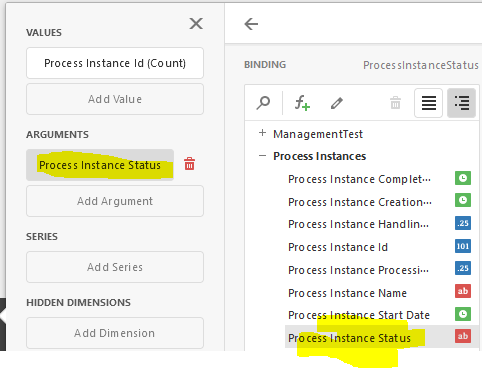 VALUES
Process Instance Id (Count)
Add Value
ARGUMENTS
Process Instance Status
Add Argument
SERIES
Add Series
HIDDEN DIMENSIONS
Add Dimension
BINDING ProcessInstanceStatus
ManagementTest
Process Instances
Process Instance Complet···
Process Instance Creation···
Process Instance Handlin··· .25
Process Instance Id 101
Process Instance Processi··· .25
Process Instance Name ab
Process Instance Start Date
Process Instance Status ab